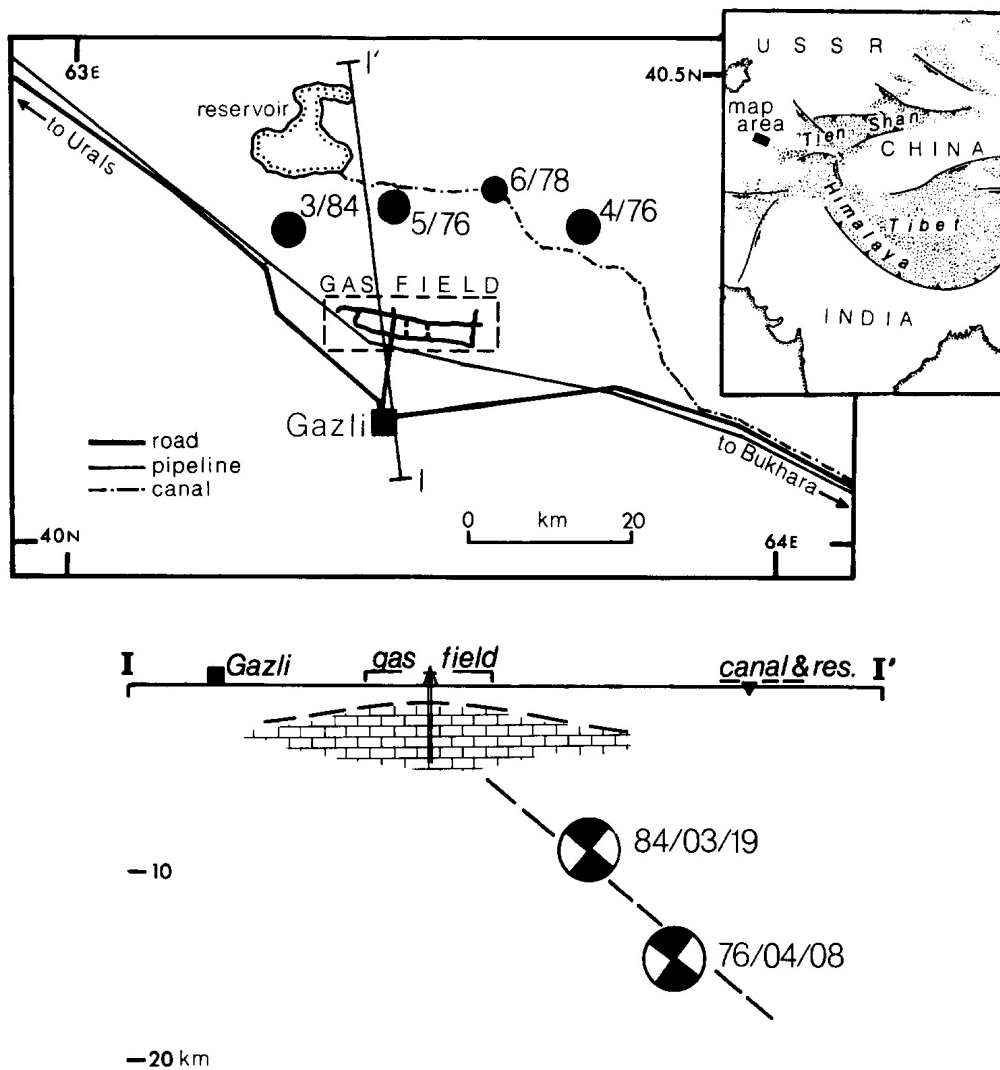 63E
I'
40.5N
reservoir
to Urals
3/84
5/76
6/78
4/76
GAS FIELD
Gazli
road
pipeline
canal
to Bukhara
0 km 20
I
40N
64E
USSR
map
area
Tien Shan
CHINA
Himalaya
Tibet
INDIA
I Gazli gas field canal & res. I'
84/03/19
-10
76/04/08
-20 km